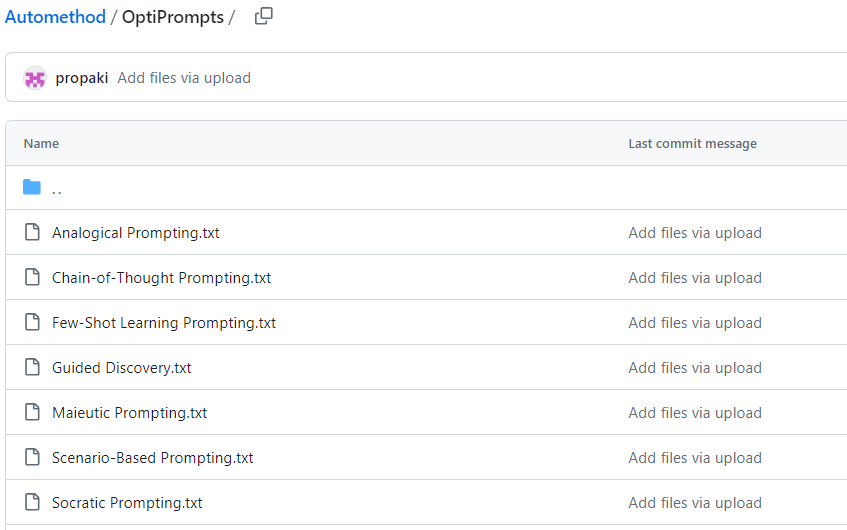 Automethod / OptiPrompts /
propaki Add files via upload
Name Last commit message
..
Analogical Prompting.txt Add files via upload
Chain-of-Thought Prompting.txt Add files via upload
Few-Shot Learning Prompting.txt Add files via upload
Guided Discovery.txt Add files via upload
Maieutic Prompting.txt Add files via upload
Scenario-Based Prompting.txt Add files via upload
Socratic Prompting.txt Add files via upload